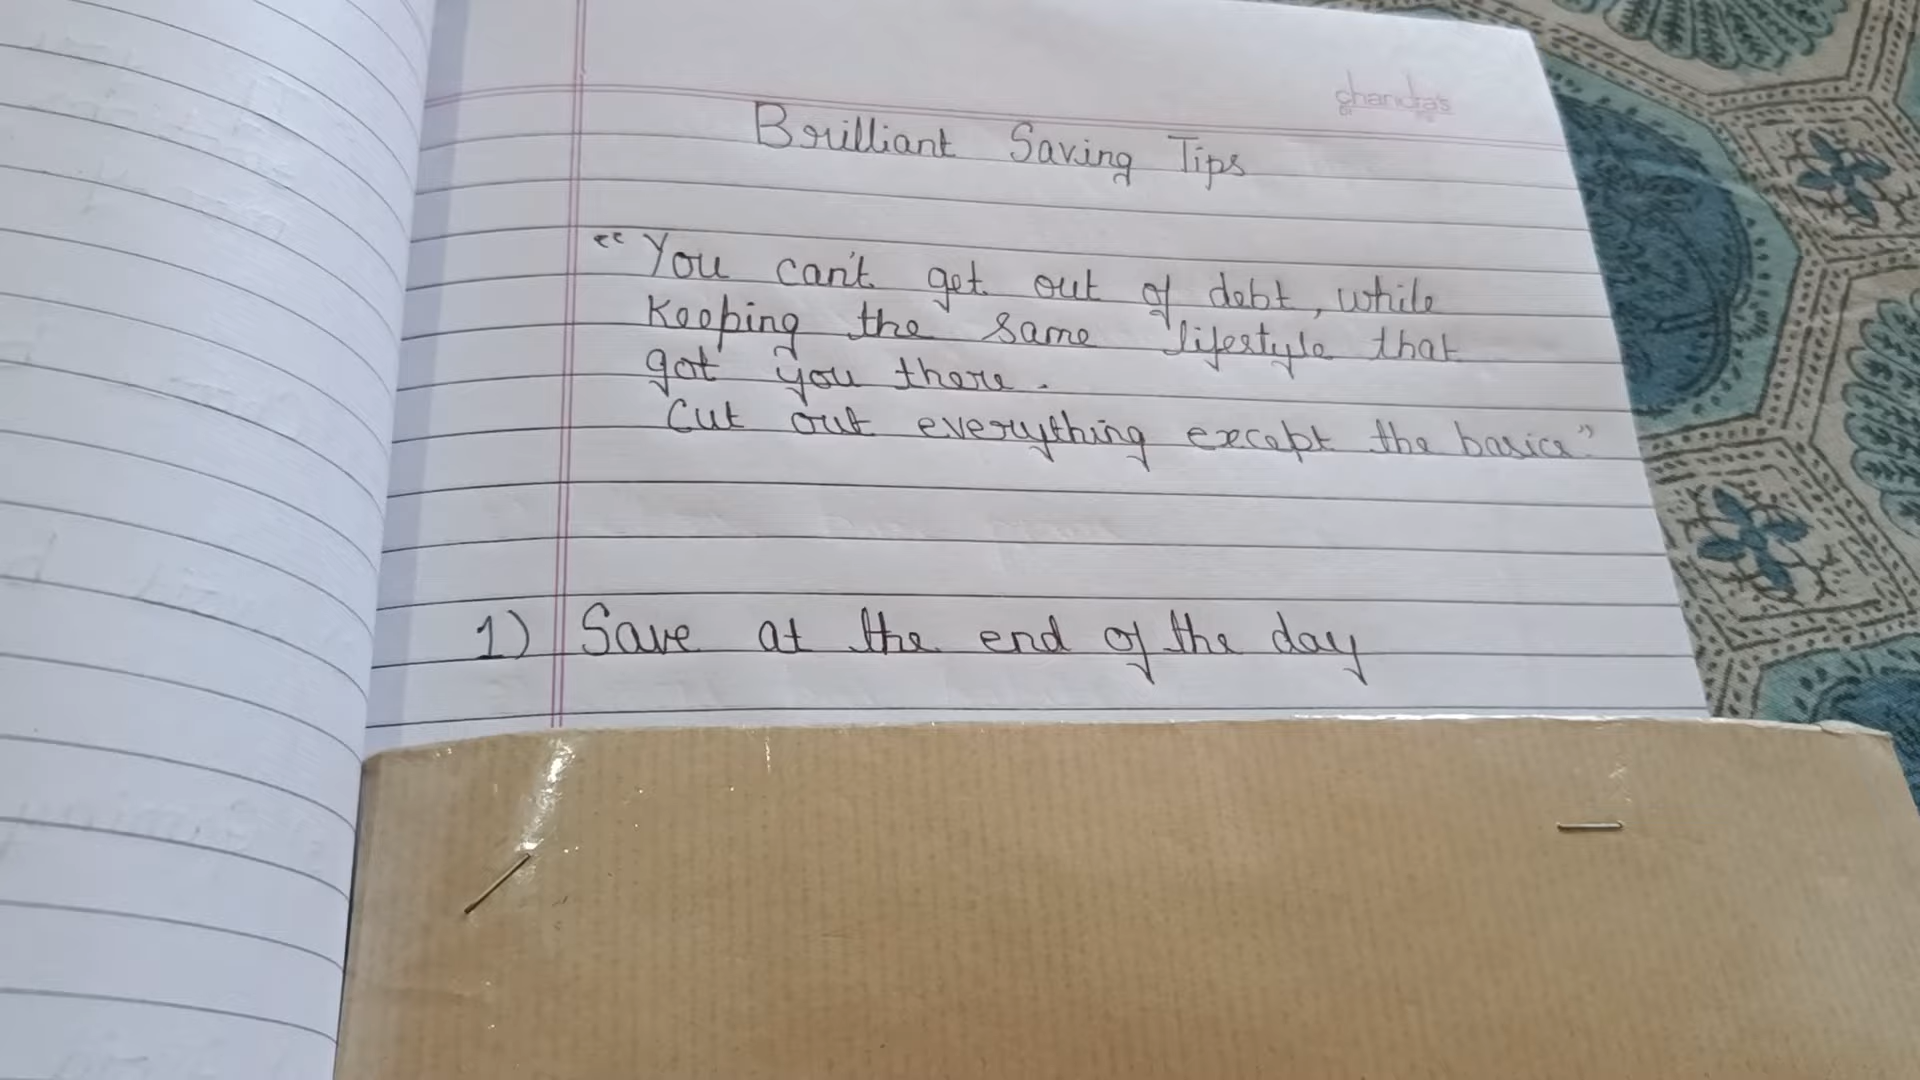 chandra's
Brilliant Saving Tips
“You can't get out of debt, while
keeping the same lifestyle that
got you there.
Cut out everything except the basics”
1) Save at the end of the day